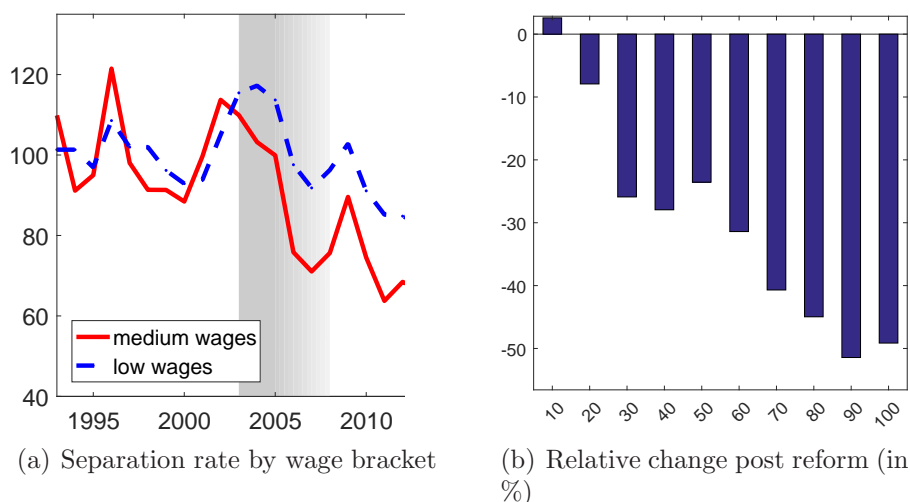 120
100
80
60
40
medium wages
low wages
1995 2000 2005 2010
(a) Separation rate by wage bracket
0
-10
-20
-30
-40
-50
10 20 30 40 50 60 70 80 90 100
(b) Relative change post reform (in
%)